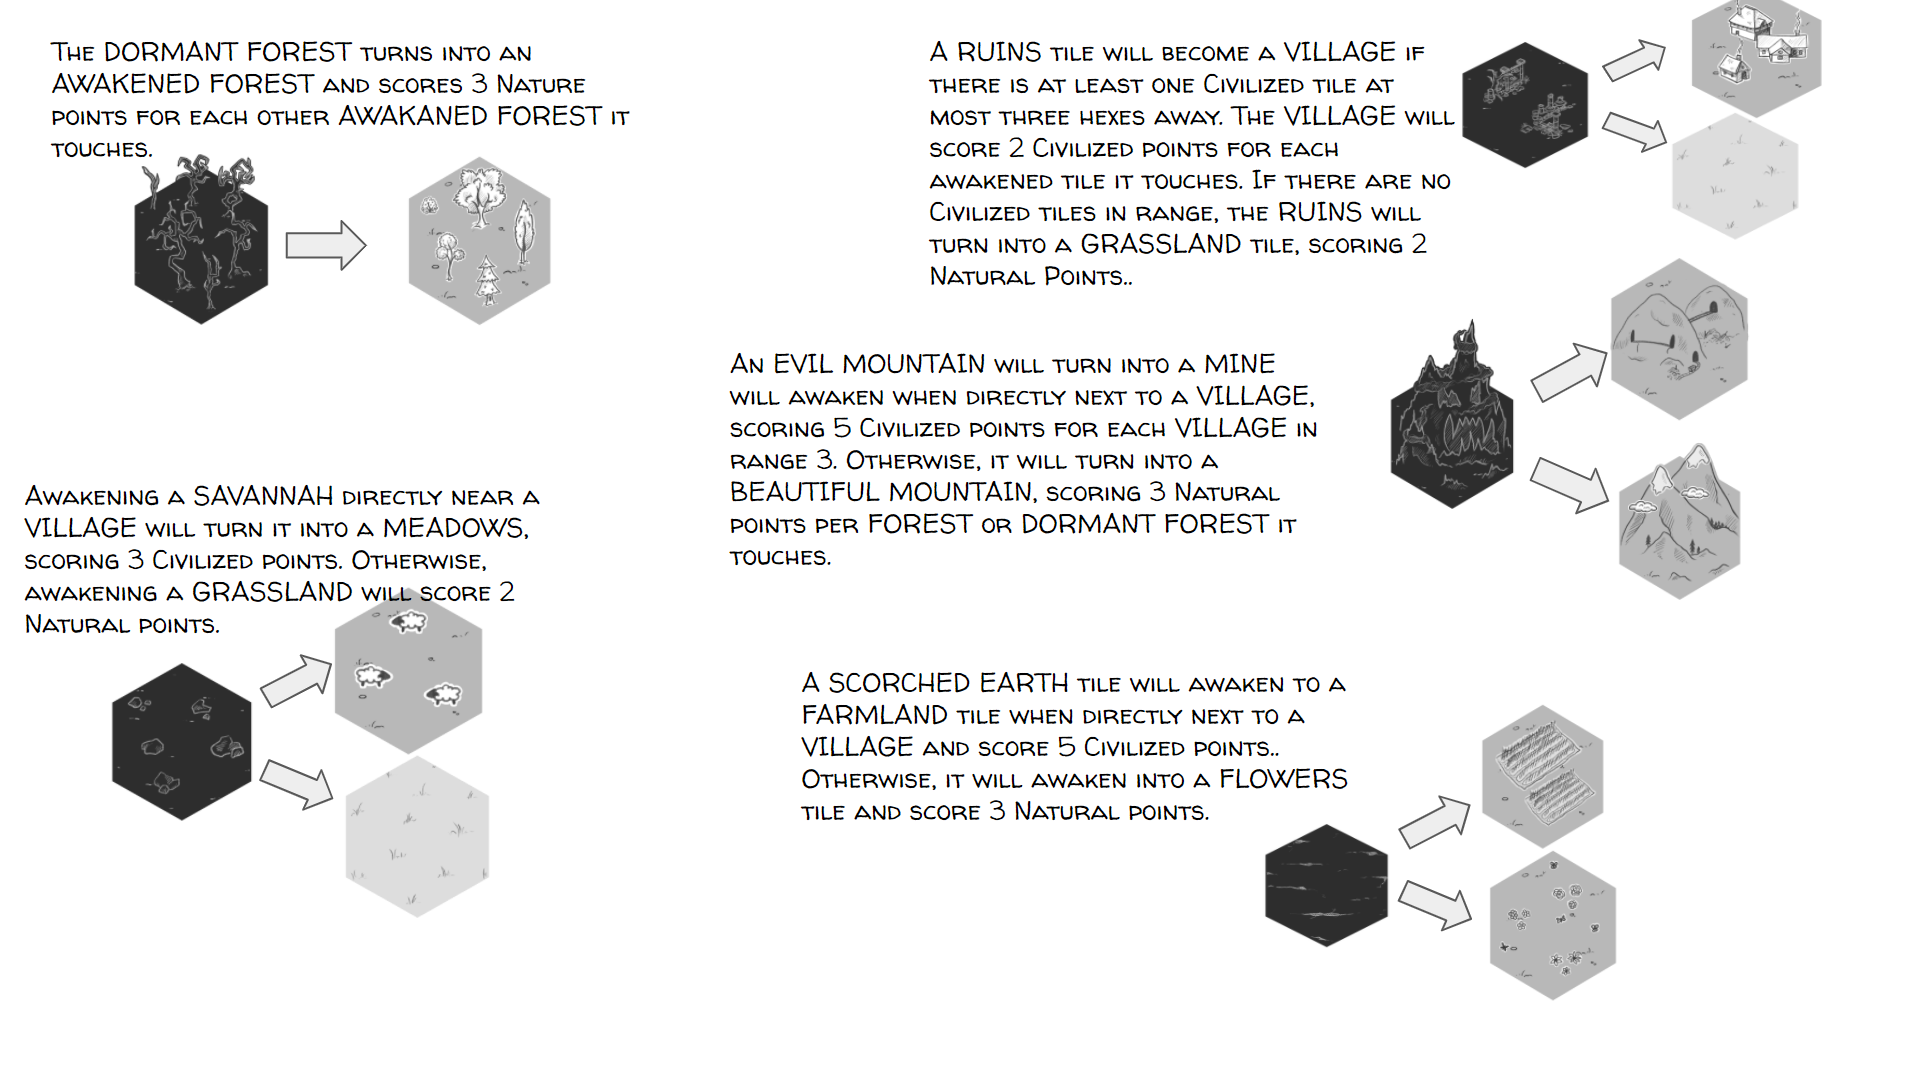 The DORMANT FOREST turns into an
AWAKENED FOREST and scores 3 Nature
points for each other AWAKANED FOREST it
touches.
A RUINS tile will become a VILLAGE if
there is at least one Civilized tile at
most three hexes away. The VILLAGE will
score 2 Civilized points for each
awakened tile it touches. If there are no
Civilized tiles in range, the RUINS will
turn into a GRASSLAND tile, scoring 2
Natural Points..
An EVIL MOUNTAIN will turn into a MINE
will awaken when directly next to a VILLAGE,
scoring 5 Civilized points for each VILLAGE in
range 3. Otherwise, it will turn into a
BEAUTIFUL MOUNTAIN, scoring 3 Natural
points per FOREST or DORMANT FOREST it
touches.
Awakening a SAVANNAH directly near a
VILLAGE will turn it into a MEADOWS,
scoring 3 Civilized points. Otherwise,
awakening a GRASSLAND will score 2
Natural points.
A SCORCHED EARTH tile will awaken to a
FARMLAND tile when directly next to a
VILLAGE and score 5 Civilized points..
Otherwise, it will awaken into a FLOWERS
tile and score 3 Natural points.